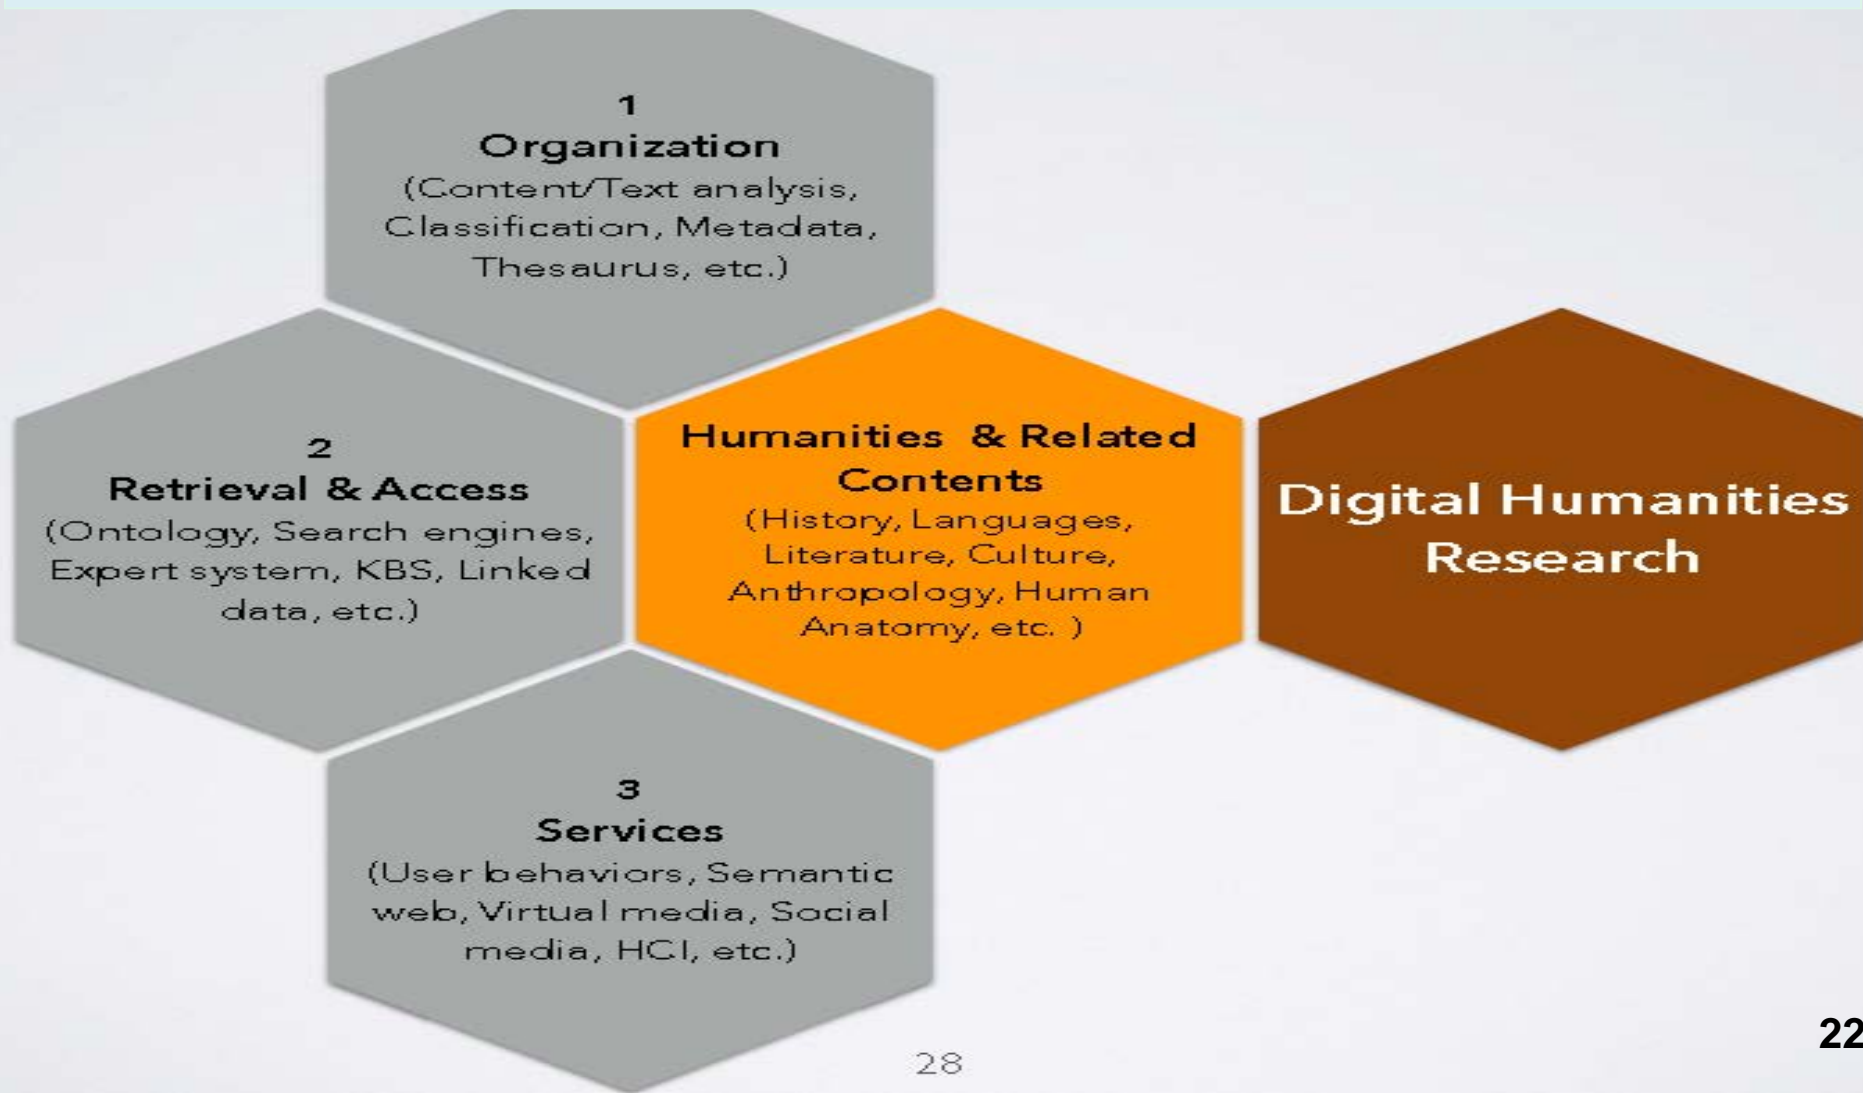 1
Organization
(Content/Text analysis,
Classification, Metadata,
Thesaurus, etc.)
2
Retrieval & Access
(Ontology, Search engines,
Expert system, KBS, Linked
data, etc.)
Humanities & Related
Contents
(History, Languages,
Literature, Culture,
Anthropology, Human
Anatomy, etc. )
Digital Humanities
Research
3
Services
(User behaviors, Semantic
web, Virtual media, Social
media, HCI, etc.)
28
22